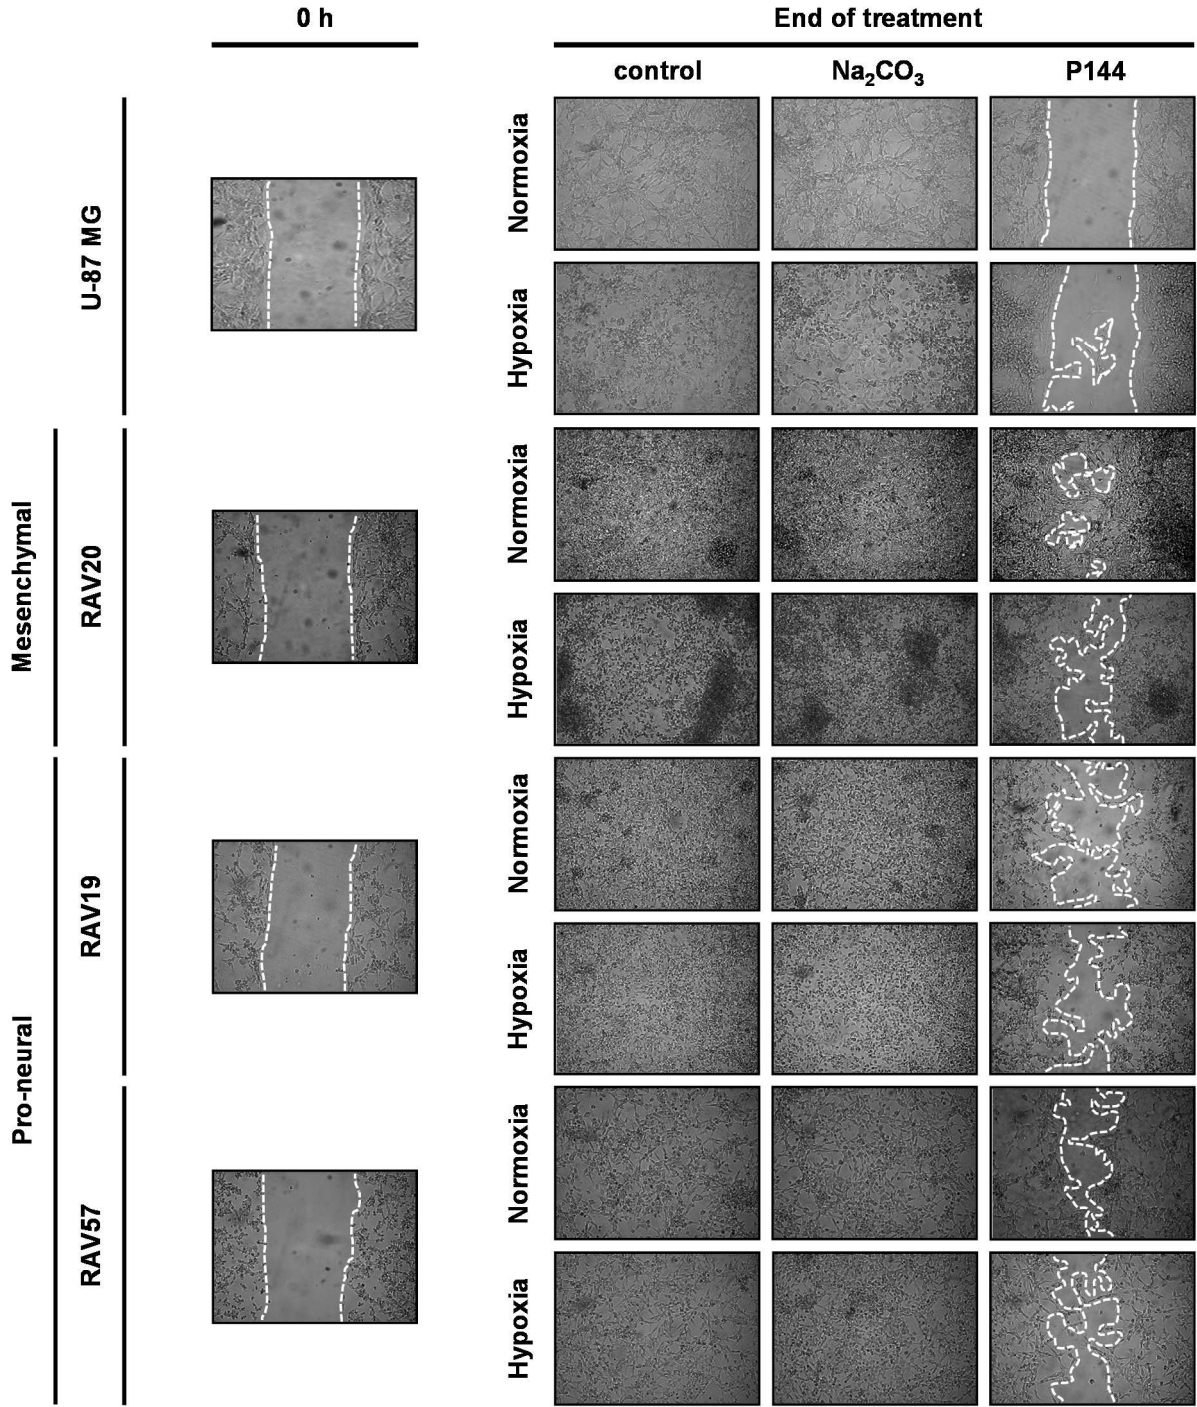 0 h
End of treatment
control
Na₂CO₃
P144
U-87 MG
Normoxia
Hypoxia
Mesenchymal
RAV20
Normoxia
Hypoxia
Pro-neural
RAV19
Normoxia
Hypoxia
RAV57
Normoxia
Hypoxia